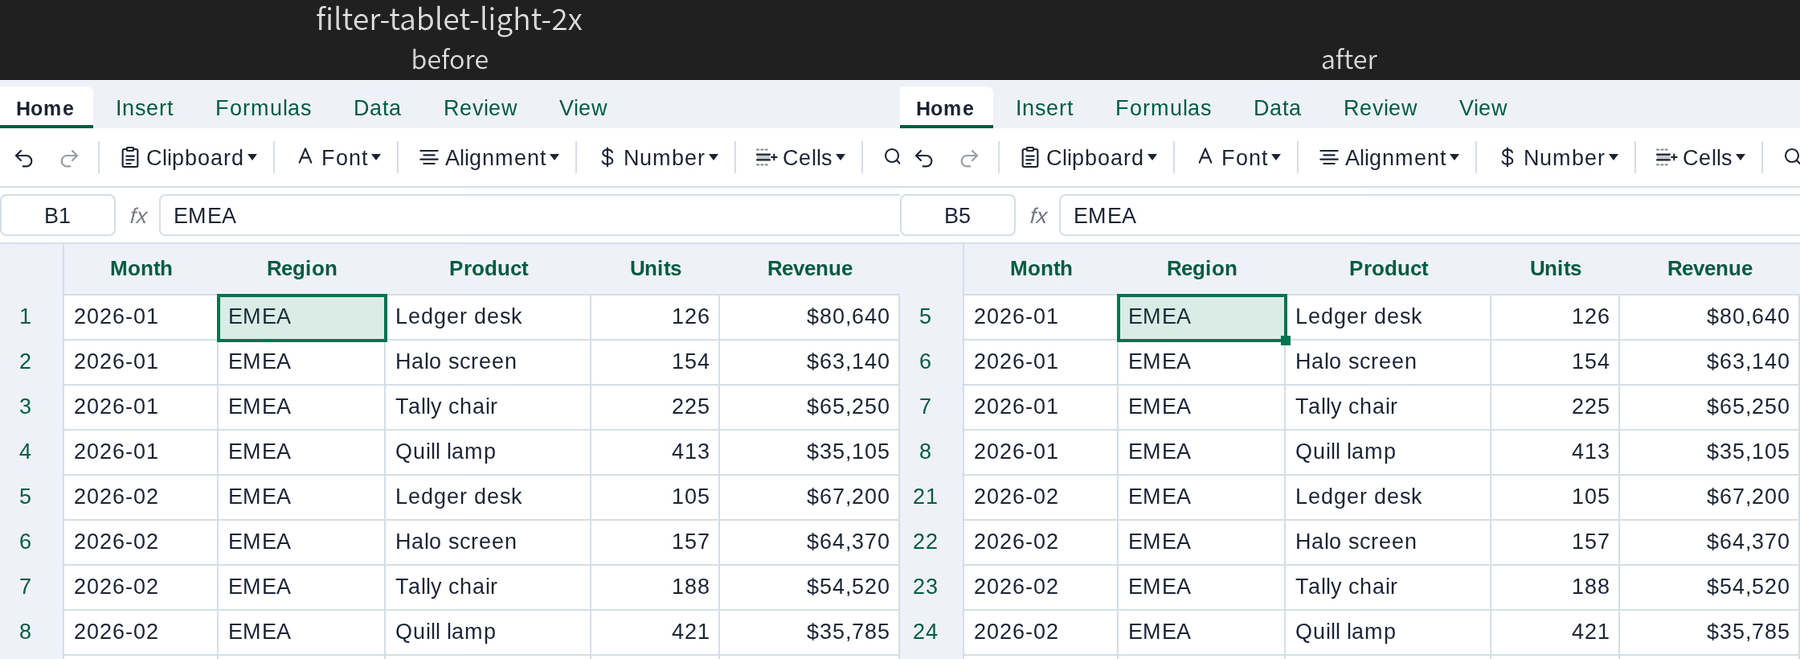 filter-tablet-light-2x
before after
Home Insert Formulas Data Review View Home Insert Formulas Data Review View
Clipboard Font Alignment $ Number Cells Clipboard Font Alignment $ Number Cells
B1 fx EMEA B5 fx EMEA
Month Region Product Units Revenue Month Region Product Units Revenue
1 2026-01 EMEA Ledger desk 126 $80,640 5 2026-01 EMEA Ledger desk 126 $80,640
2 2026-01 EMEA Halo screen 154 $63,140 6 2026-01 EMEA Halo screen 154 $63,140
3 2026-01 EMEA Tally chair 225 $65,250 7 2026-01 EMEA Tally chair 225 $65,250
4 2026-01 EMEA Quill lamp 413 $35,105 8 2026-01 EMEA Quill lamp 413 $35,105
5 2026-02 EMEA Ledger desk 105 $67,200 21 2026-02 EMEA Ledger desk 105 $67,200
6 2026-02 EMEA Halo screen 157 $64,370 22 2026-02 EMEA Halo screen 157 $64,370
7 2026-02 EMEA Tally chair 188 $54,520 23 2026-02 EMEA Tally chair 188 $54,520
8 2026-02 EMEA Quill lamp 421 $35,785 24 2026-02 EMEA Quill lamp 421 $35,785